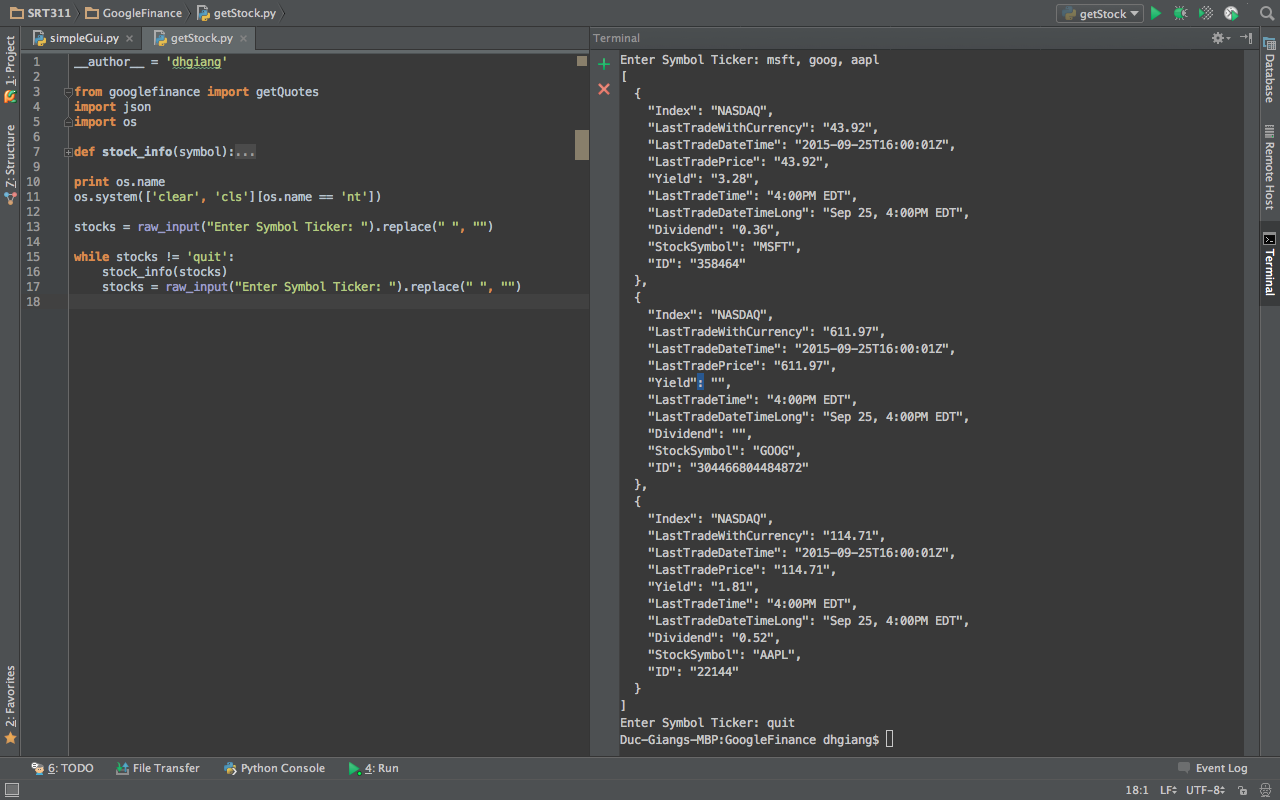 SRT311 GoogleFinance getStock.py getStock
simpleGui.py getStock.py
Terminal
1: Project
7: Structure
2: Favorites
1 __author__ = 'dhgiang'
2
3 from googlefinance import getQuotes
4 import json
5 import os
6
7 def stock_info(symbol):...
9
10 print os.name
11 os.system(['clear', 'cls'][os.name == 'nt'])
12
13 stocks = raw_input("Enter Symbol Ticker: ").replace(" ", "")
14
15 while stocks != 'quit':
16 stock_info(stocks)
17 stocks = raw_input("Enter Symbol Ticker: ").replace(" ", "")
18
Enter Symbol Ticker: msft, goog, aapl
[
{
"Index": "NASDAQ",
"LastTradeWithCurrency": "43.92",
"LastTradeDateTime": "2015-09-25T16:00:01Z",
"LastTradePrice": "43.92",
"Yield": "3.28",
"LastTradeTime": "4:00PM EDT",
"LastTradeDateTimeLong": "Sep 25, 4:00PM EDT",
"Dividend": "0.36",
"StockSymbol": "MSFT",
"ID": "358464"
},
{
"Index": "NASDAQ",
"LastTradeWithCurrency": "611.97",
"LastTradeDateTime": "2015-09-25T16:00:01Z",
"LastTradePrice": "611.97",
"Yield": "",
"LastTradeTime": "4:00PM EDT",
"LastTradeDateTimeLong": "Sep 25, 4:00PM EDT",
"Dividend": "",
"StockSymbol": "GOOG",
"ID": "304466804484872"
},
{
"Index": "NASDAQ",
"LastTradeWithCurrency": "114.71",
"LastTradeDateTime": "2015-09-25T16:00:01Z",
"LastTradePrice": "114.71",
"Yield": "1.81",
"LastTradeTime": "4:00PM EDT",
"LastTradeDateTimeLong": "Sep 25, 4:00PM EDT",
"Dividend": "0.52",
"StockSymbol": "AAPL",
"ID": "22144"
}
]
Enter Symbol Ticker: quit
Duc-Giangs-MBP:GoogleFinance dhgiang$
Database
Remote Host
Terminal
6: TODO File Transfer Python Console 4: Run Event Log
18:1 LF UTF-8